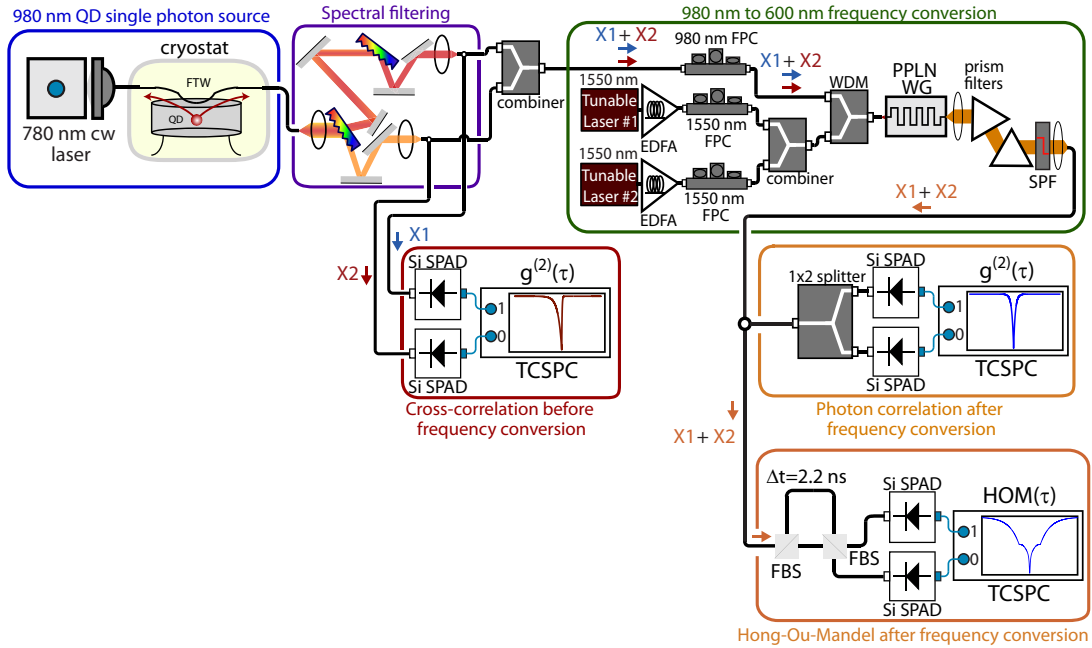 980 nm QD single photon source
cryostat
FTW
QD
780 nm cw
laser
Spectral filtering
combiner
980 nm to 600 nm frequency conversion
X1+ X2
980 nm FPC
X1+ X2
1550 nm
Tunable
Laser #1
EDFA
1550 nm
FPC
1550 nm
Tunable
Laser #2
EDFA
1550 nm
FPC
combiner
WDM
PPLN
WG
prism
filters
SPF
X1+ X2
X1
X2
Si SPAD
Si SPAD
g(2)(τ)
1
0
TCSPC
Cross-correlation before
frequency conversion
1x2 splitter
Si SPAD
Si SPAD
g(2)(τ)
1
0
TCSPC
Photon correlation after
frequency conversion
X1+ X2
Δt=2.2 ns
FBS
FBS
Si SPAD
Si SPAD
HOM(τ)
1
0
TCSPC
Hong-Ou-Mandel after frequency conversion